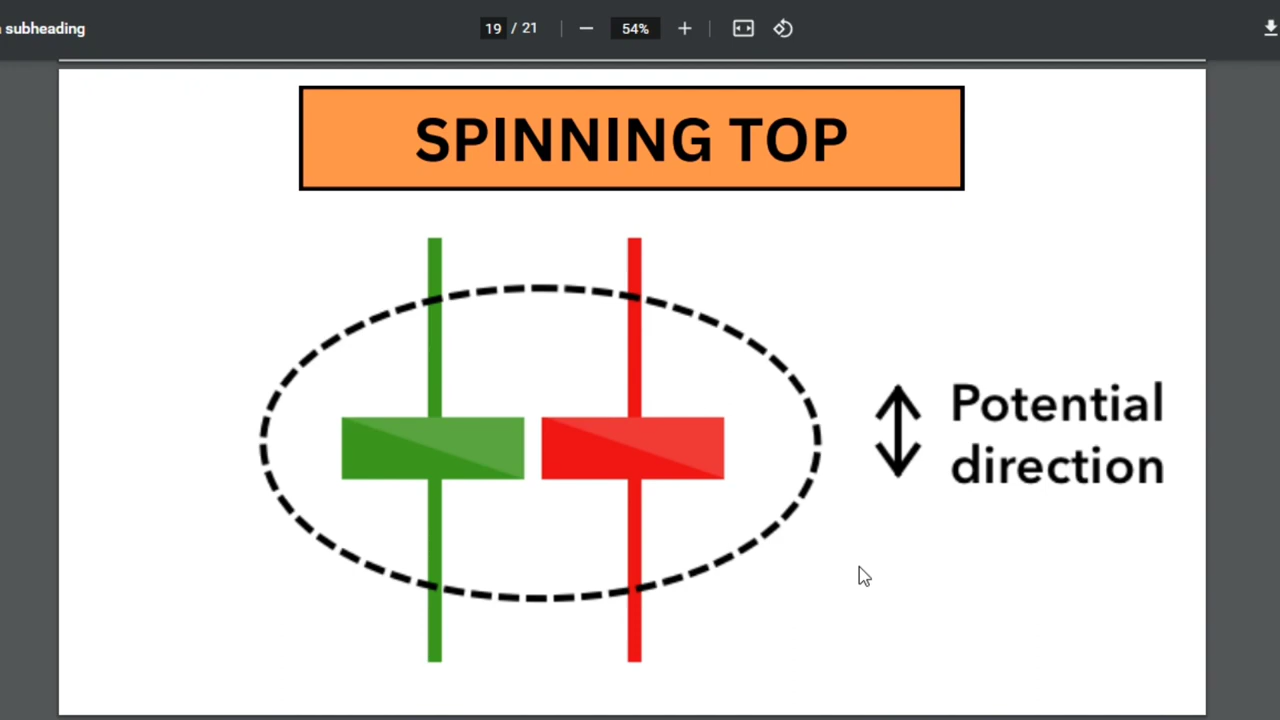 subheading
19 / 21
54%
SPINNING TOP
Potential
direction